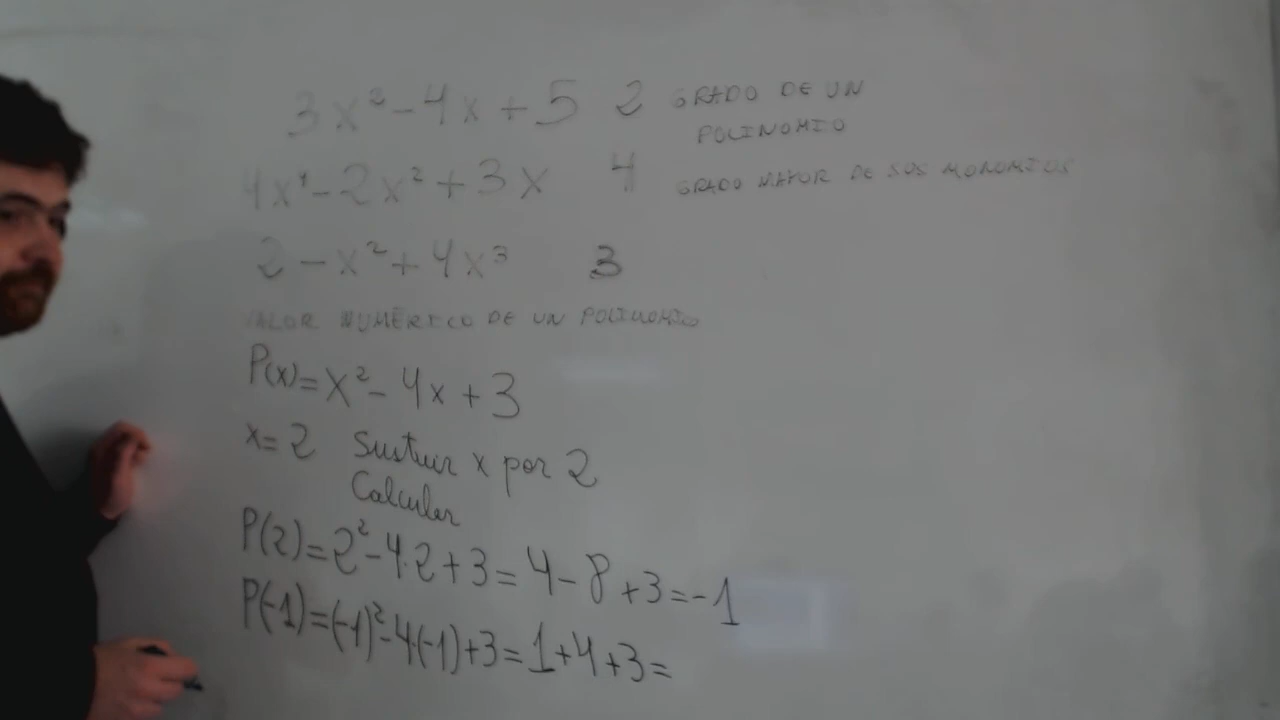 3x² - 4x + 5 2 GRADO DE UN
POLINOMIO
4x⁴ - 2x² + 3x 4 GRADO MAYOR DE SUS MONOMIOS
2 - x² + 4x³ 3
VALOR NUMÉRICO DE UN POLINOMIO
P(x) = x² - 4x + 3
x = 2 Sustuir x por 2
Calcular
P(2) = 2² - 4·2 + 3 = 4 - 8 + 3 = -1
P(-1) = (-1)² - 4·(-1) + 3 = 1 + 4 + 3 =